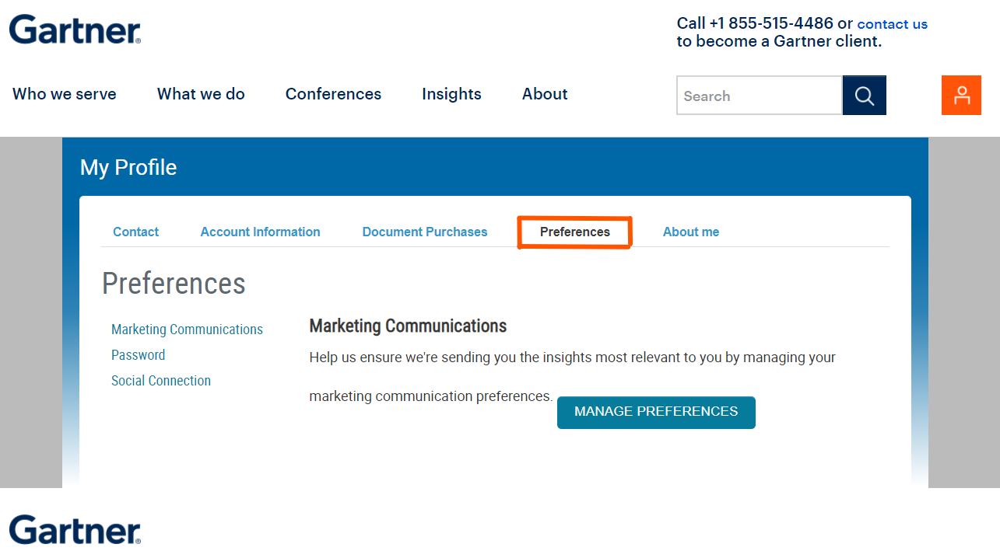 Gartner®
Call +1 855-515-4486 or contact us
to become a Gartner client.
Who we serve
What we do
Conferences
Insights
About
Search
My Profile
Contact
Account Information
Document Purchases
Preferences
About me
Preferences
Marketing Communications
Password
Social Connection
Marketing Communications
Help us ensure we're sending you the insights most relevant to you by managing your
marketing communication preferences.
MANAGE PREFERENCES
Gartner®